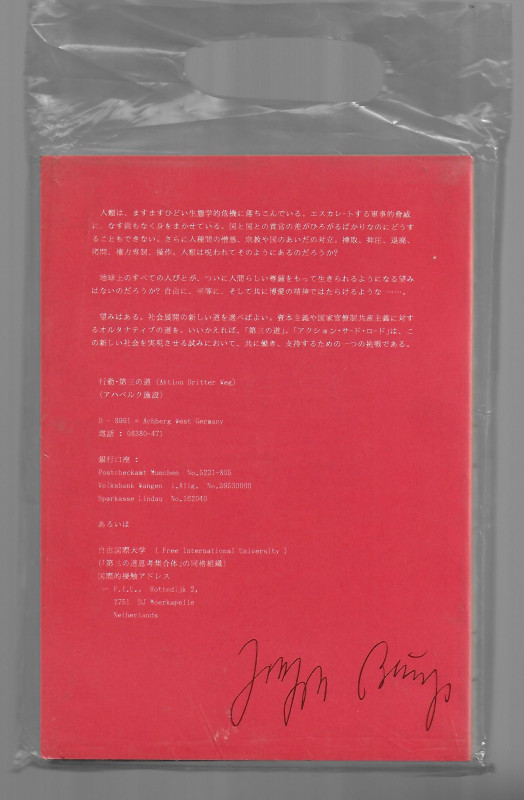 人類は、ますますひどい生態学的危機に落ちこんでいる。エスカレートする軍事的脅威
に、なす術もなく身をまかせている。国と国との貧富の差がひろがるばかりなのにどうす
ることもできない。さらに人種間の憎悪、宗教や国のあいだの対立、搾取、抑圧、退廃、
拷問、権力専制、操作。人類は呪われてそのようにあるのだろうか?
地球上のすべての人びとが、ついに人間らしい尊厳をもって生きられるようになる望み
はないのだろうか? 自由に、平等に、そして共に博愛の精神ではたらけるような ……。
望みはある。社会展開の新しい道を選べばよい。資本主義や国家官僚制共産主義に対す
るオルタナティブの道を。いいかえれば、「第三の道」、「アクション・サード・ロード」は、こ
の新しい社会を実現させる試みにおいて、共に働き、支持するための一つの挑戦である。
行動・第三の道 (Aktion Dritter Weg)
(アハベルク施設)
D - 8991 = Achberg West Germany
電話 : 08380-471
銀行口座 :
Postcheckamt Munchen No.5221-805
Volksbank Wangen i.Allg. No.
Sparkasse Lindau No.
あるいは
自由国際大学 ( Free International University )
(「第三の道思考集合体」の同格組織)
国際的接触アドレス
— F.I.U., Rottedijk 2,
2751 DJ Moerkapelle
Netherlands
Joseph Beuys